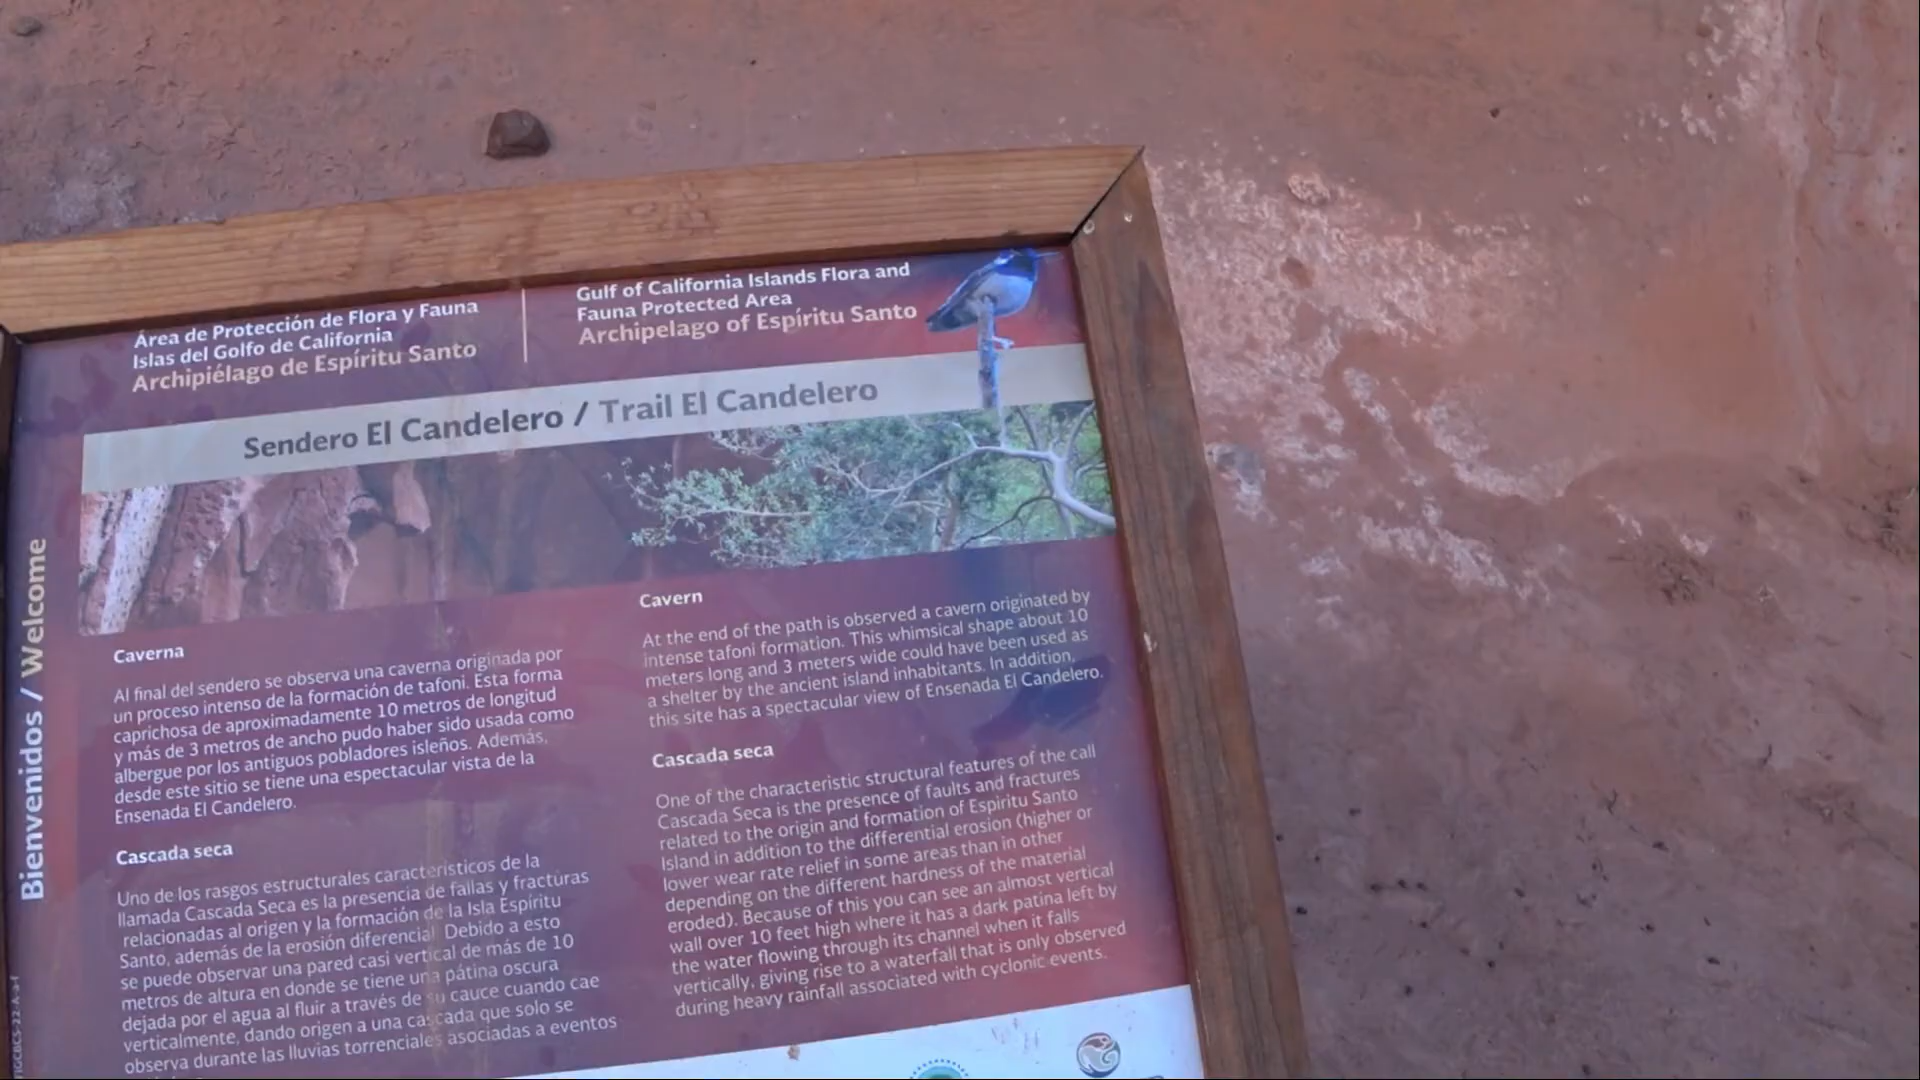 Área de Protección de Flora y Fauna
Islas del Golfo de California
Archipiélago de Espíritu Santo
Gulf of California Islands Flora and
Fauna Protected Area
Archipelago of Espíritu Santo
Sendero El Candelero / Trail El Candelero
Bienvenidos / Welcome
Caverna
Al final del sendero se observa una caverna originada por
un proceso intenso de la formación de tafoni. Esta forma
caprichosa de aproximadamente 10 metros de longitud
y más de 3 metros de ancho pudo haber sido usada como
albergue por los antiguos pobladores isleños. Además,
desde este sitio se tiene una espectacular vista de la
Ensenada El Candelero.
Cascada seca
Uno de los rasgos estructurales característicos de la
llamada Cascada Seca es la presencia de fallas y fracturas
relacionadas al origen y la formación de la Isla Espíritu
Santo, además de la erosión diferencial. Debido a esto
se puede observar una pared casi vertical de más de 10
metros de altura en donde se tiene una pátina oscura
dejada por el agua al fluir a través de su cauce cuando cae
verticalmente, dando origen a una cascada que solo se
observa durante las lluvias torrenciales asociadas a eventos
Cavern
At the end of the path is observed a cavern originated by
intense tafoni formation. This whimsical shape about 10
meters long and 3 meters wide could have been used as
a shelter by the ancient island inhabitants. In addition,
this site has a spectacular view of Ensenada El Candelero.
Cascada seca
One of the characteristic structural features of the call
Cascada Seca is the presence of faults and fractures
related to the origin and formation of Espiritu Santo
Island in addition to the differential erosion (higher or
lower wear rate relief in some areas than in other
depending on the different hardness of the material
eroded). Because of this you can see an almost vertical
wall over 10 feet high where it has a dark patina left by
the water flowing through its channel when it falls
vertically, giving rise to a waterfall that is only observed
during heavy rainfall associated with cyclonic events.